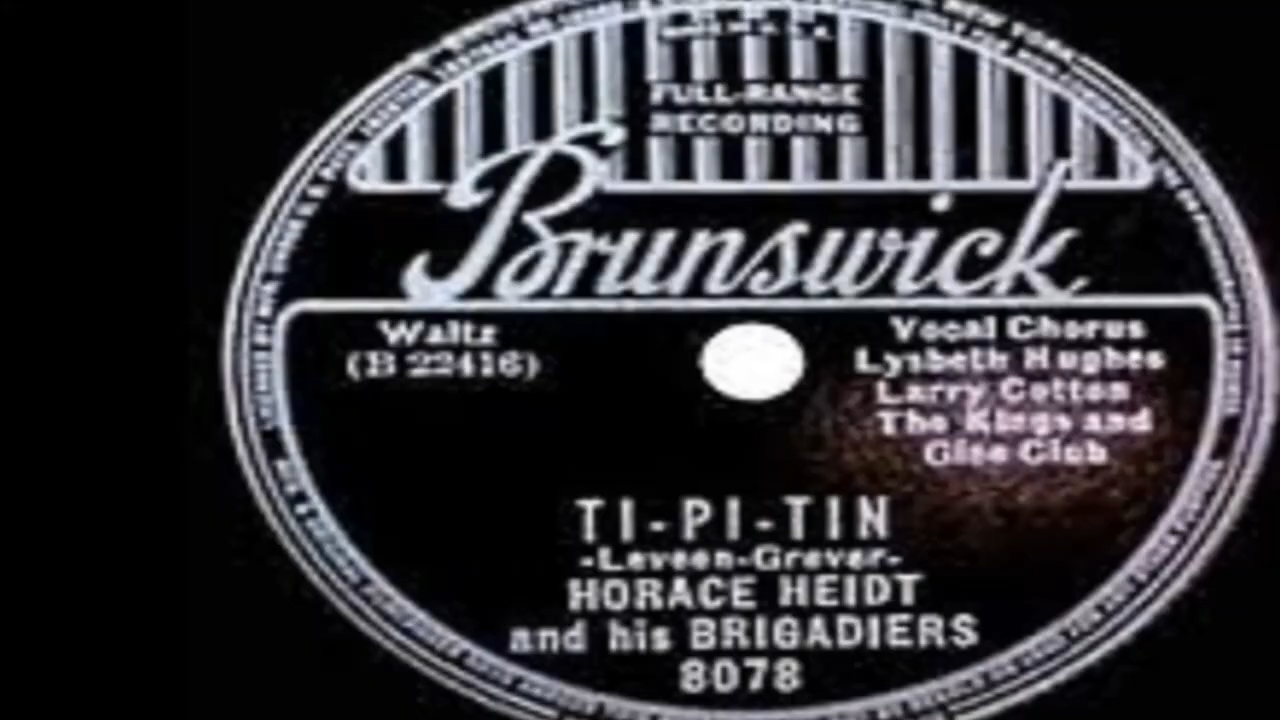 FULL-RANGE
RECORDING
Brunswick
Waltz
(B 22416)
Vocal Chorus
Lysbeth Hughes
Larry Cotton
The Kings and
Glee Club
TI-PI-TIN
-Leveen-Grever-
HORACE HEIDT
and his BRIGADIERS
8078